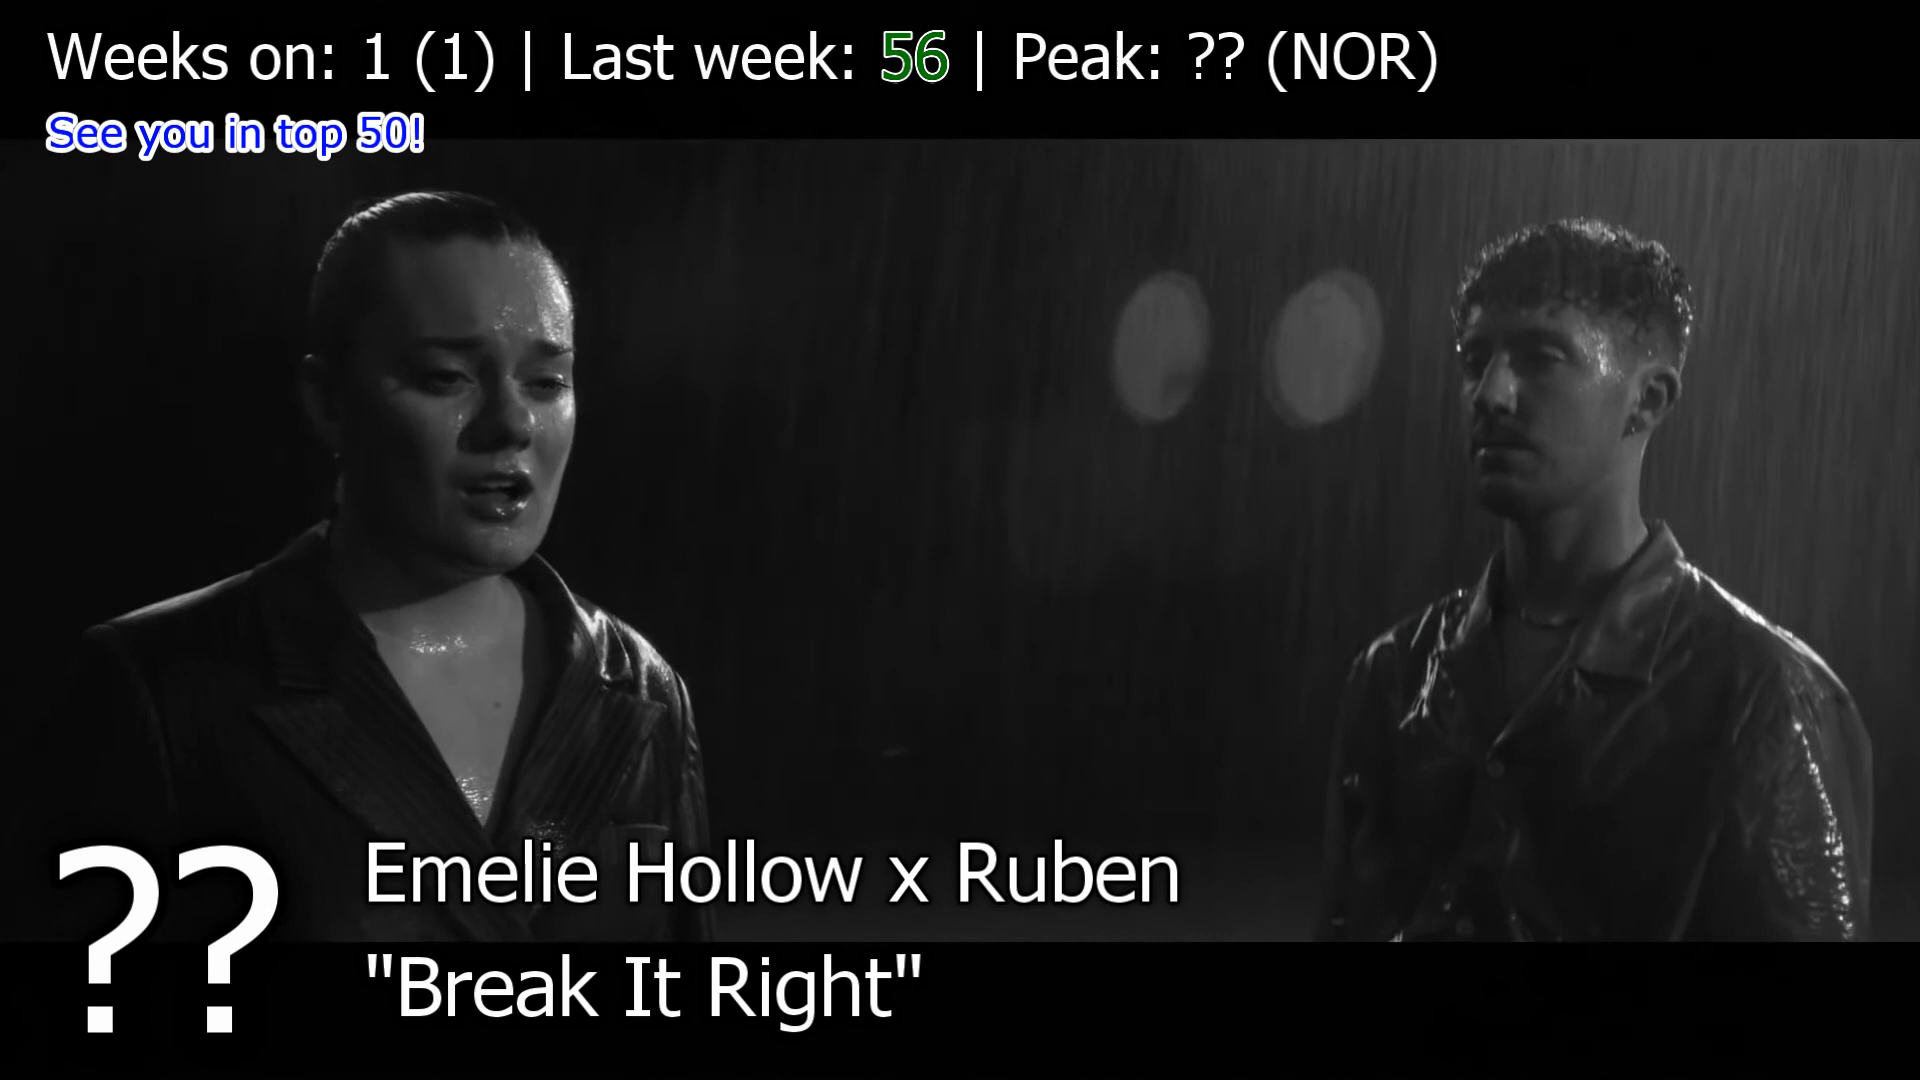 Weeks on: 1 (1) | Last week: 56 | Peak: ?? (NOR)
See you in top 50!
??
Emelie Hollow x Ruben
"Break It Right"